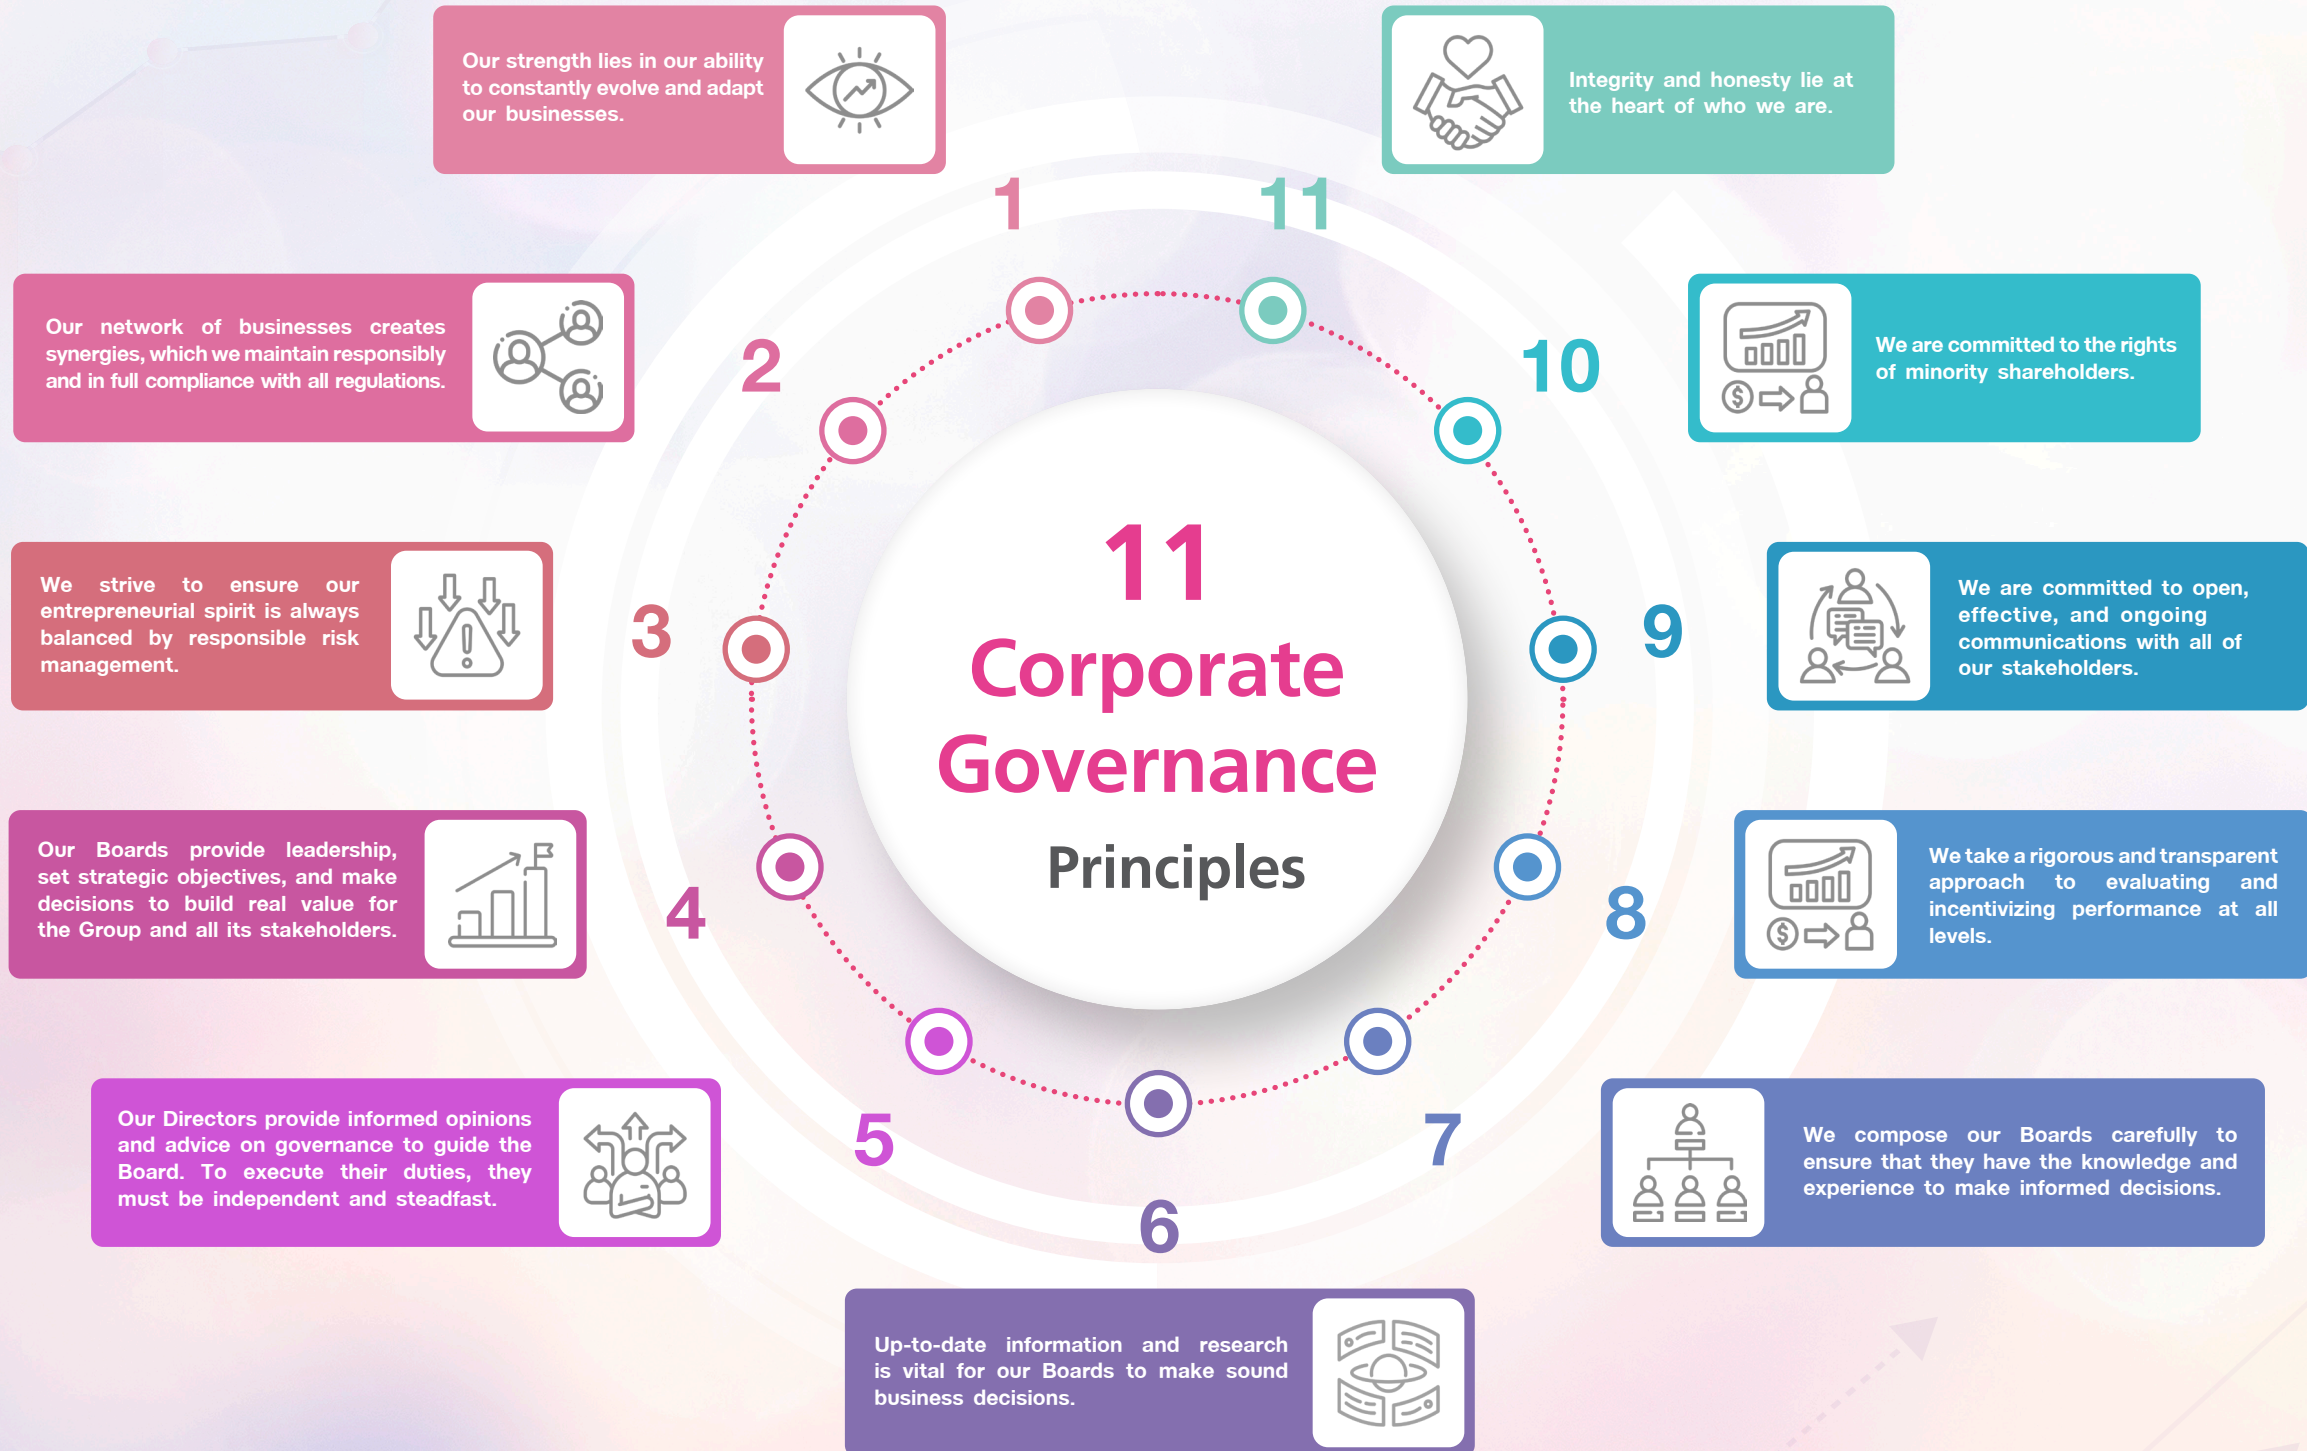 11
Corporate
Governance
Principles
1
Our strength lies in our ability
to constantly evolve and adapt
our businesses.
2
Our network of businesses creates
synergies, which we maintain responsibly
and in full compliance with all regulations.
3
We strive to ensure our
entrepreneurial spirit is always
balanced by responsible risk
management.
4
Our Boards provide leadership,
set strategic objectives, and make
decisions to build real value for
the Group and all its stakeholders.
5
Our Directors provide informed opinions
and advice on governance to guide the
Board. To execute their duties, they
must be independent and steadfast.
6
Up-to-date information and research
is vital for our Boards to make sound
business decisions.
7
We compose our Boards carefully to
ensure that they have the knowledge and
experience to make informed decisions.
8
We take a rigorous and transparent
approach to evaluating and
incentivizing performance at all
levels.
$
9
We are committed to open,
effective, and ongoing
communications with all of
our stakeholders.
10
We are committed to the rights
of minority shareholders.
$
11
Integrity and honesty lie at
the heart of who we are.